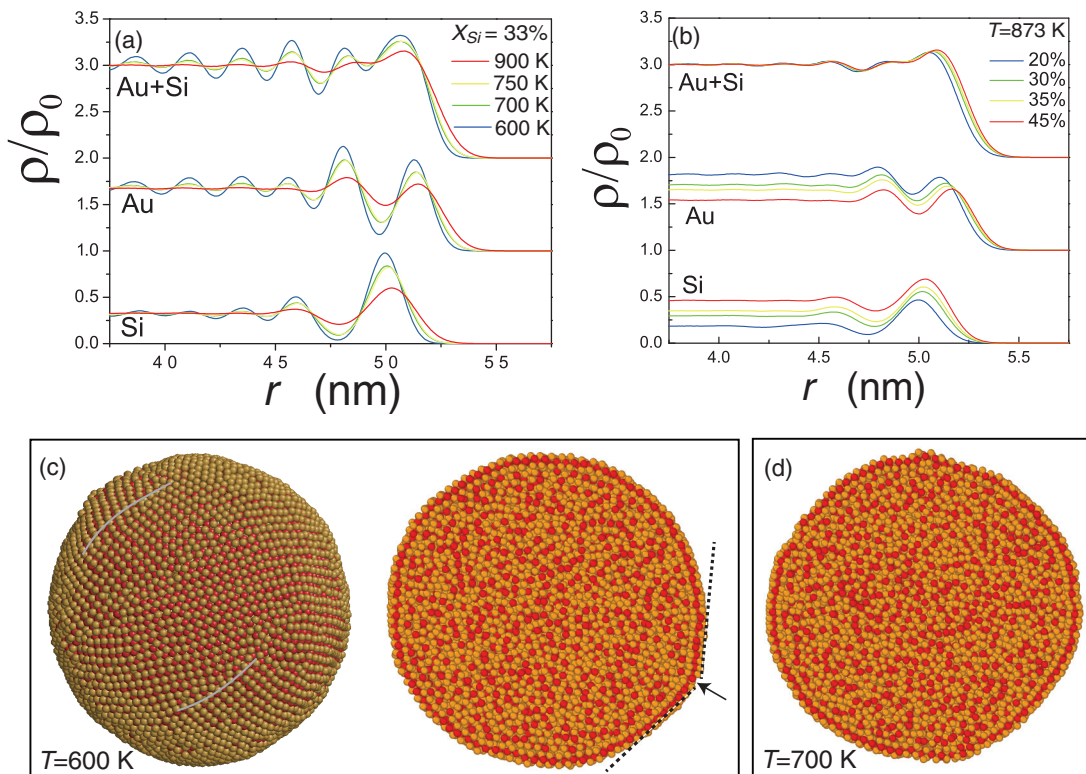 (a)
X_Si = 33%
900 K
750 K
700 K
600 K
Au+Si
Au
Si
ρ/ρ₀
3.5
3.0
2.5
2.0
1.5
1.0
0.5
0.0
4 0
4 5
5 0
5 5
r (nm)
(b)
T=873 K
20%
30%
35%
45%
Au+Si
Au
Si
ρ/ρ₀
3.5
3.0
2.5
2.0
1.5
1.0
0.5
0.0
4.0
4.5
5.0
5.5
r (nm)
(c)
T=600 K
(d)
T=700 K